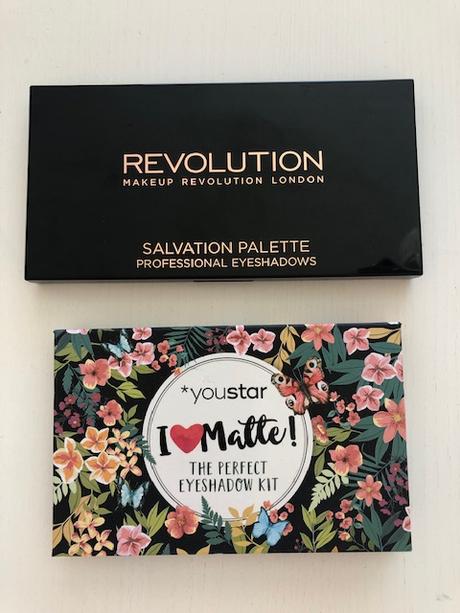 REVOLUTION
MAKEUP REVOLUTION LONDON
SALVATION PALETTE
PROFESSIONAL EYESHADOWS
*youstar
I ❤ Matte!
THE PERFECT
EYESHADOW KIT